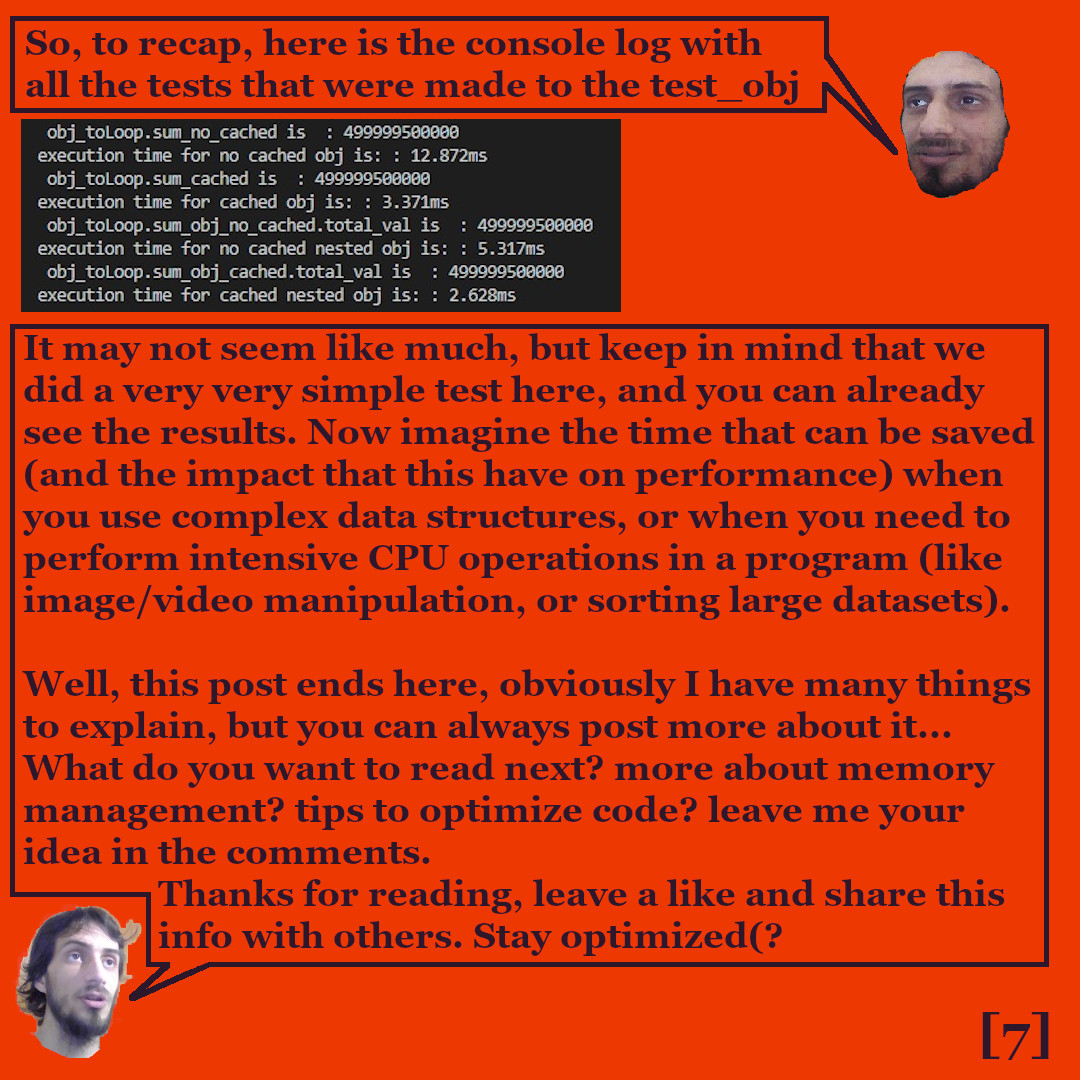 So, to recap, here is the console log with
all the tests that were made to the test_obj
obj_toLoop.sum_no_cached is  : 499999500000
execution time for no cached obj is: : 12.872ms
obj_toLoop.sum_cached is  : 499999500000
execution time for cached obj is: : 3.371ms
obj_toLoop.sum_obj_no_cached.total_val is  : 499999500000
execution time for no cached nested obj is: : 5.317ms
obj_toLoop.sum_obj_cached.total_val is  : 499999500000
execution time for cached nested obj is: : 2.628ms
It may not seem like much, but keep in mind that we
did a very very simple test here, and you can already
see the results. Now imagine the time that can be saved
(and the impact that this have on performance) when
you use complex data structures, or when you need to
perform intensive CPU operations in a program (like
image/video manipulation, or sorting large datasets).
Well, this post ends here, obviously I have many things
to explain, but you can always post more about it...
What do you want to read next? more about memory
management? tips to optimize code? leave me your
idea in the comments.
Thanks for reading, leave a like and share this
info with others. Stay optimized(?
[7]